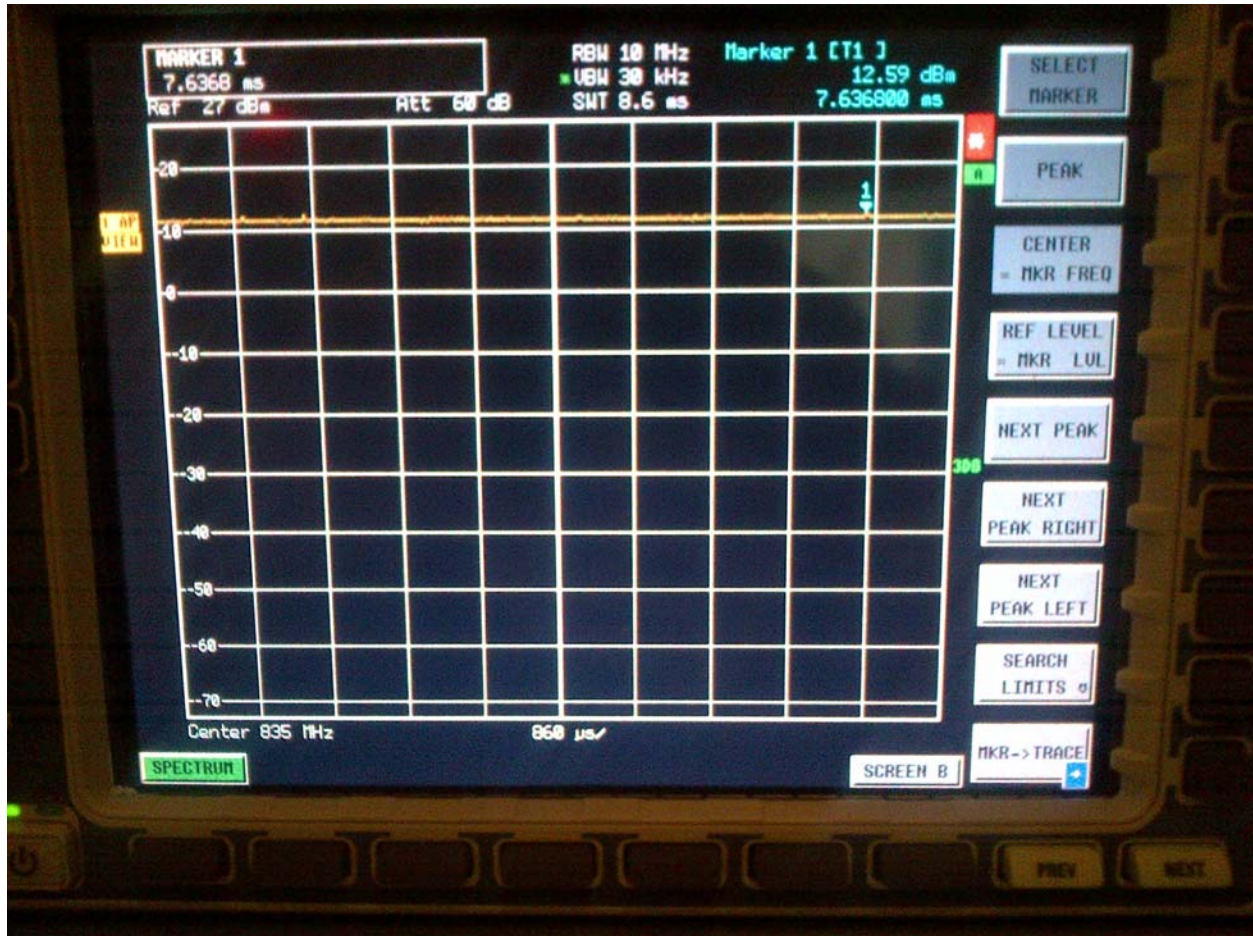 MARKER 1
7.6368 ms
RBW 10 MHz
VBW 30 kHz
SWT 8.6 ms
Marker 1 [T1 ]
12.59 dBm
7.636800 ms
Ref 27 dBm
Att 60 dB
20
10
0
-10
-20
-30
-40
-50
-60
-70
1 AP
VIEW
1
A
3DB
Center 835 MHz
860 µs/
SPECTRUM
SCREEN B
SELECT
MARKER
PEAK
CENTER
= MKR FREQ
REF LEVEL
= MKR LVL
NEXT PEAK
NEXT
PEAK RIGHT
NEXT
PEAK LEFT
SEARCH
LIMITS
MKR->TRACE
PREV
NEXT